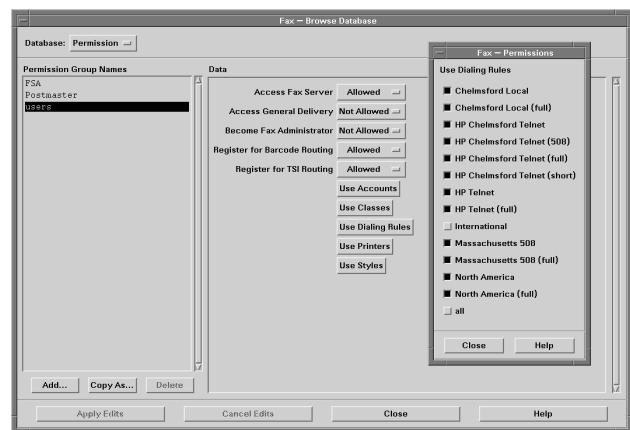 Fax — Browse Database
Database: Permission
Permission Group Names
FSA
Postmaster
users
Add... Copy As... Delete
Data
Access Fax Server Allowed
Access General Delivery Not Allowed
Become Fax Administrator Not Allowed
Register for Barcode Routing Allowed
Register for TSI Routing Allowed
Use Accounts
Use Classes
Use Dialing Rules
Use Printers
Use Styles
Fax — Permissions
Use Dialing Rules
Chelmsford Local
Chelmsford Local (full)
HP Chelmsford Telnet
HP Chelmsford Telnet (508)
HP Chelmsford Telnet (full)
HP Chelmsford Telnet (short)
HP Telnet
HP Telnet (full)
International
Massachusetts 508
Massachusetts 508 (full)
North America
North America (full)
all
Close Help
Apply Edits Cancel Edits Close Help